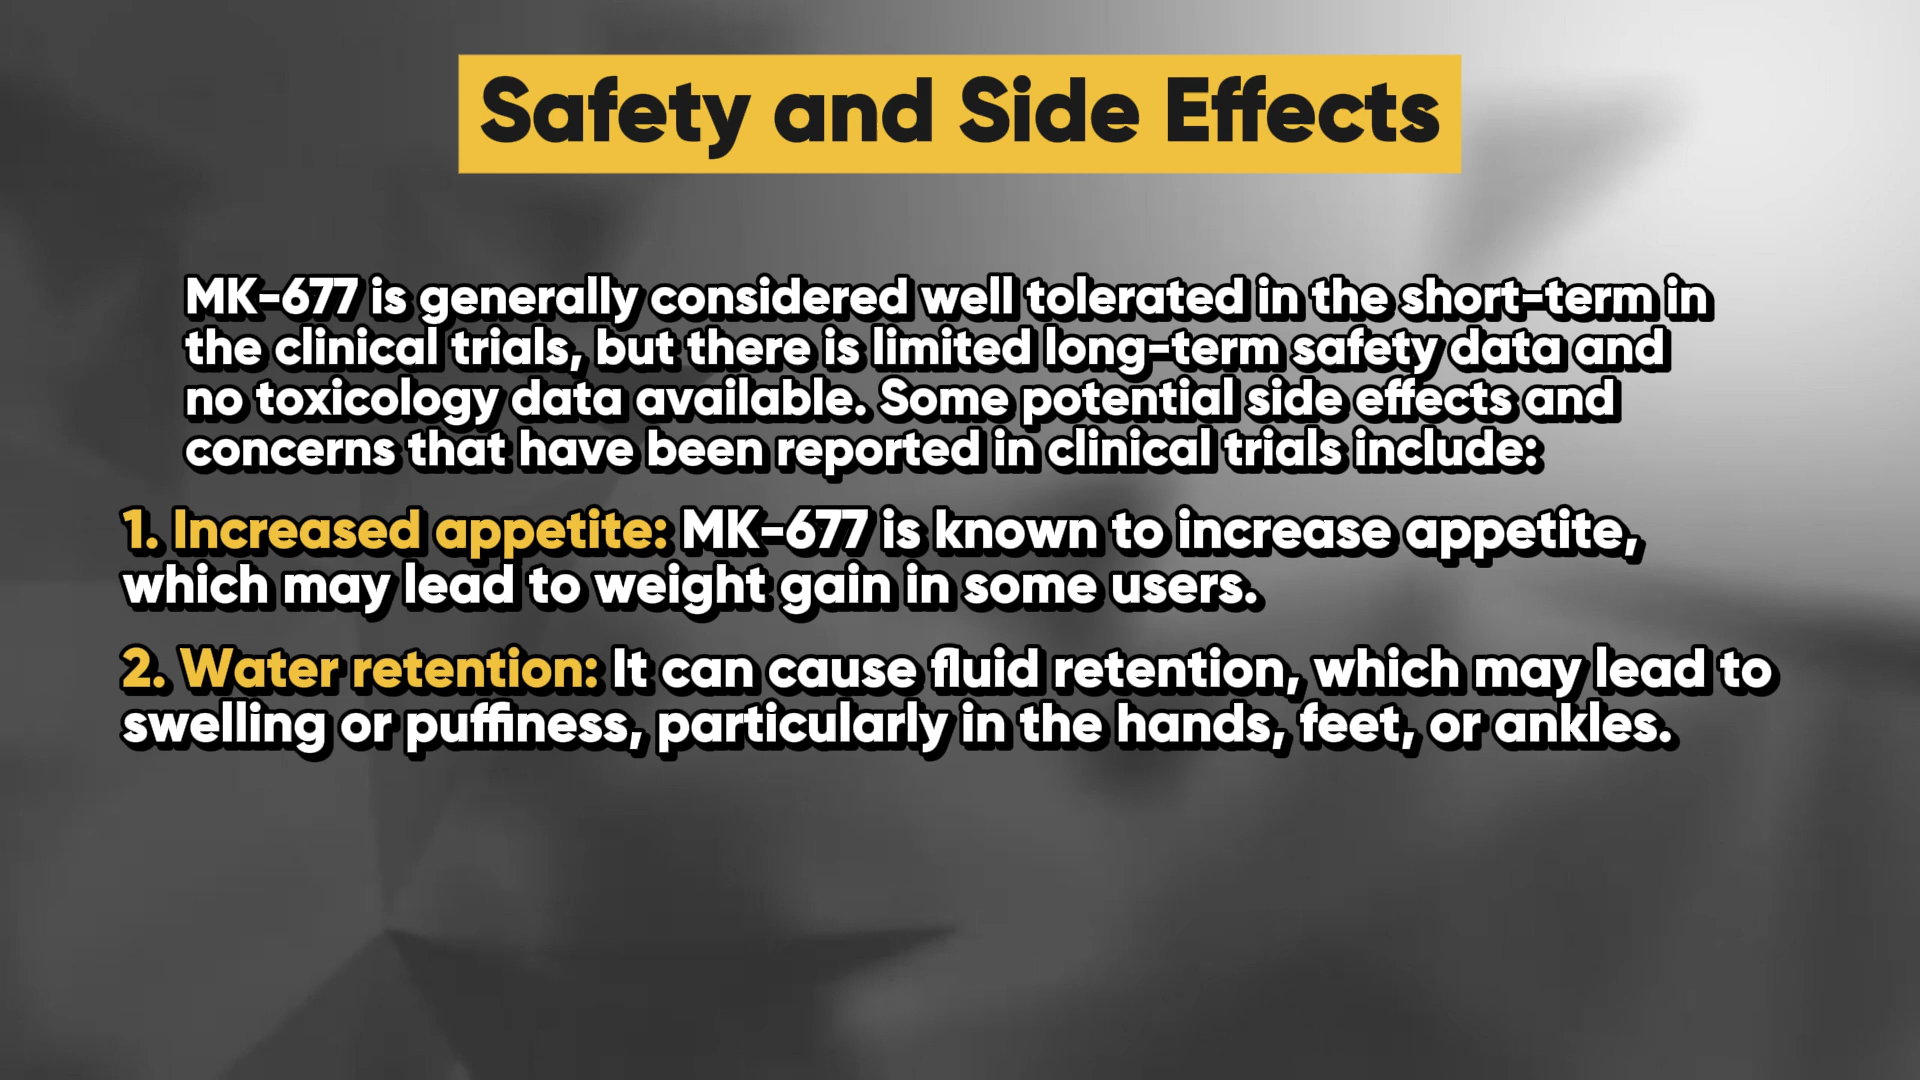 Safety and Side Effects
MK-677 is generally considered well tolerated in the short-term in
the clinical trials, but there is limited long-term safety data and
no toxicology data available. Some potential side effects and
concerns that have been reported in clinical trials include:
1. Increased appetite: MK-677 is known to increase appetite,
which may lead to weight gain in some users.
2. Water retention: It can cause fluid retention, which may lead to
swelling or puffiness, particularly in the hands, feet, or ankles.